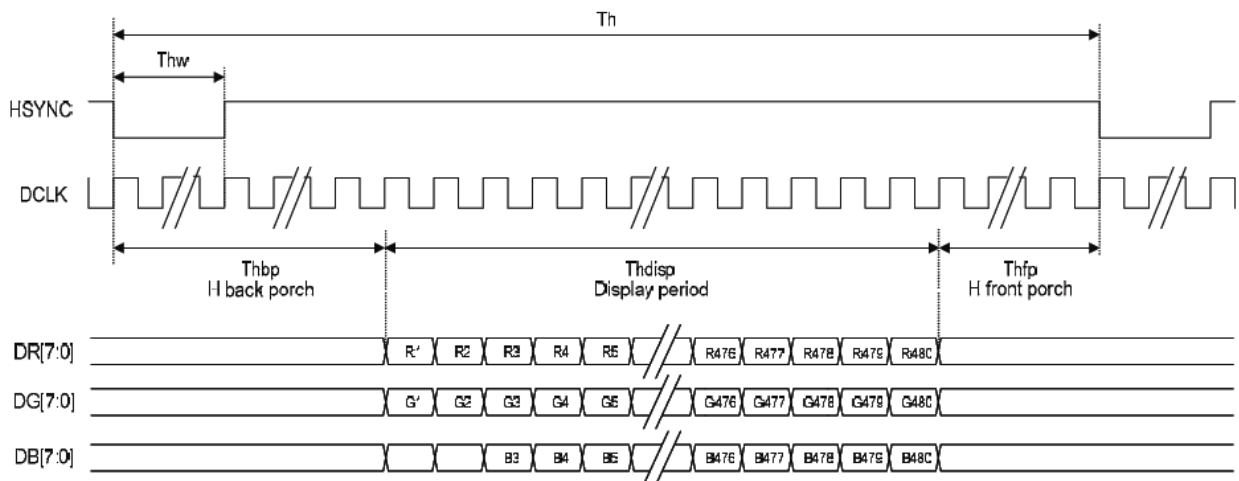 Th
Thw
HSYNC
DCLK
Thbp Thdisp Thfp
H back porch Display period H front porch
DR[7:0] R1 R2 R3 R4 R5 R476 R477 R478 R479 R480
DG[7:0] G1 G2 G3 G4 G5 G476 G477 G478 G479 G480
DB[7:0] B3 B4 B5 B476 B477 B478 B479 B480